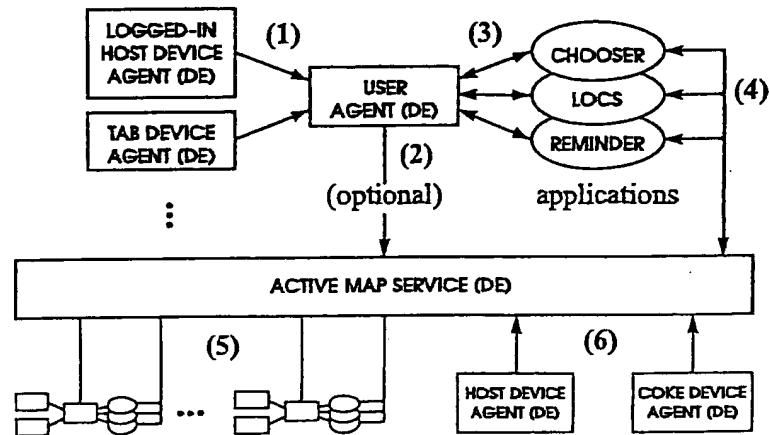 LOGGED-IN
HOST DEVICE
AGENT (DE)
(1)
TAB DEVICE
AGENT (DE)
USER
AGENT (DE)
(2)
(optional)
(3)
CHOOSER
LOCS
REMINDER
applications
(4)
ACTIVE MAP SERVICE (DE)
(5)
(6)
HOST DEVICE
AGENT (DE)
COKE DEVICE
AGENT (DE)